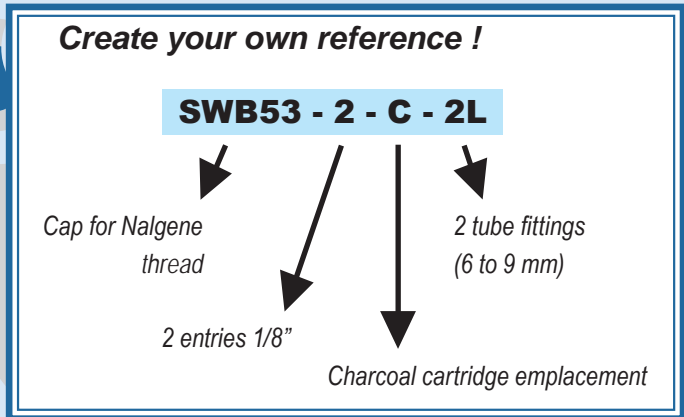 Create your own reference !
SWB53 - 2 - C - 2L
Cap for Nalgene
thread
2 tube fittings
(6 to 9 mm)
2 entries 1/8”
Charcoal cartridge emplacement